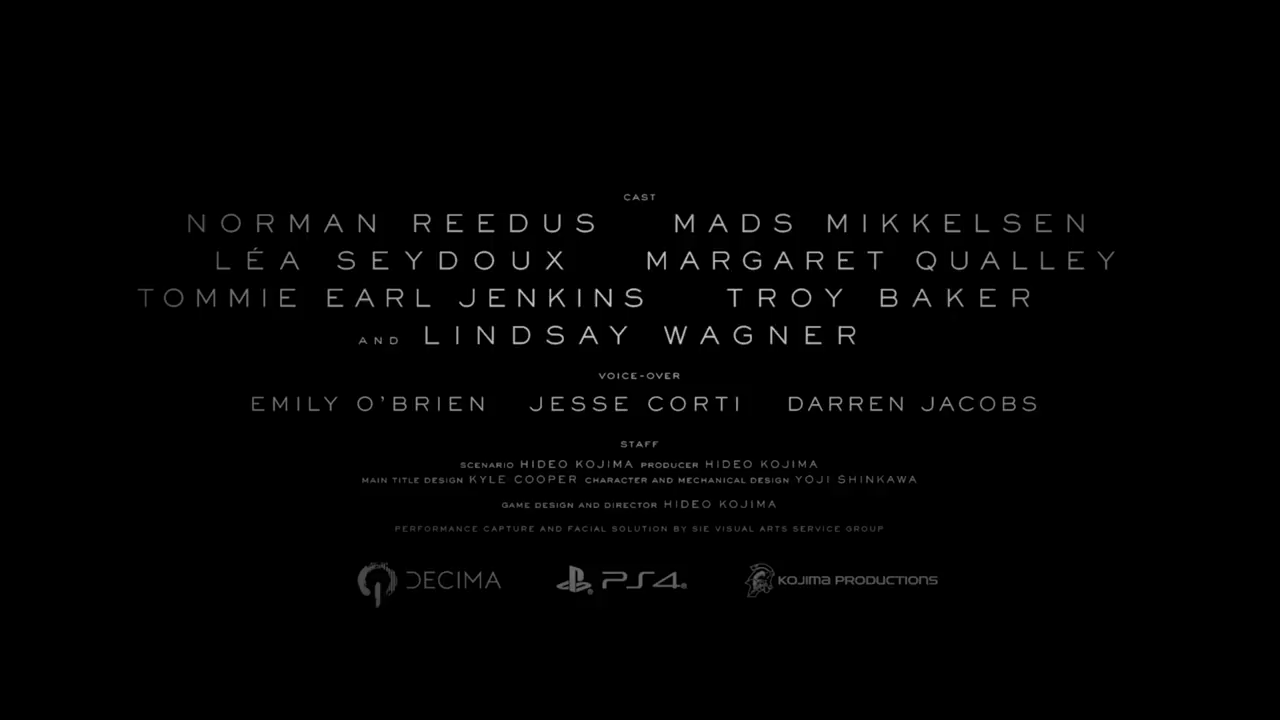 CAST
NORMAN REEDUS MADS MIKKELSEN
LÉA SEYDOUX MARGARET QUALLEY
TOMMIE EARL JENKINS TROY BAKER
AND LINDSAY WAGNER
VOICE-OVER
EMILY O'BRIEN JESSE CORTI DARREN JACOBS
STAFF
SCENARIO HIDEO KOJIMA PRODUCER HIDEO KOJIMA
MAIN TITLE DESIGN KYLE COOPER CHARACTER AND MECHANICAL DESIGN YOJI SHINKAWA
GAME DESIGN AND DIRECTOR HIDEO KOJIMA
PERFORMANCE CAPTURE AND FACIAL SOLUTION BY SIE VISUAL ARTS SERVICE GROUP
DECIMA PS4 KOJIMA PRODUCTIONS